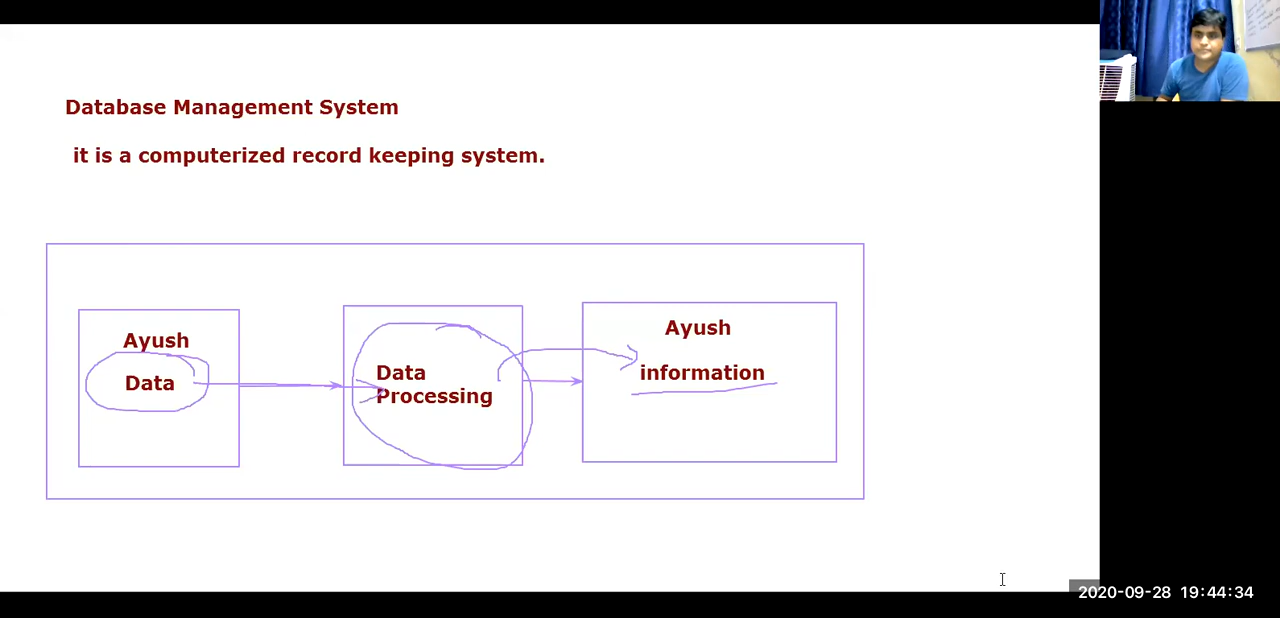 Database Management System
it is a computerized record keeping system.
Ayush
Data
Data
Processing
Ayush
information
2020-09-28 19:44:34